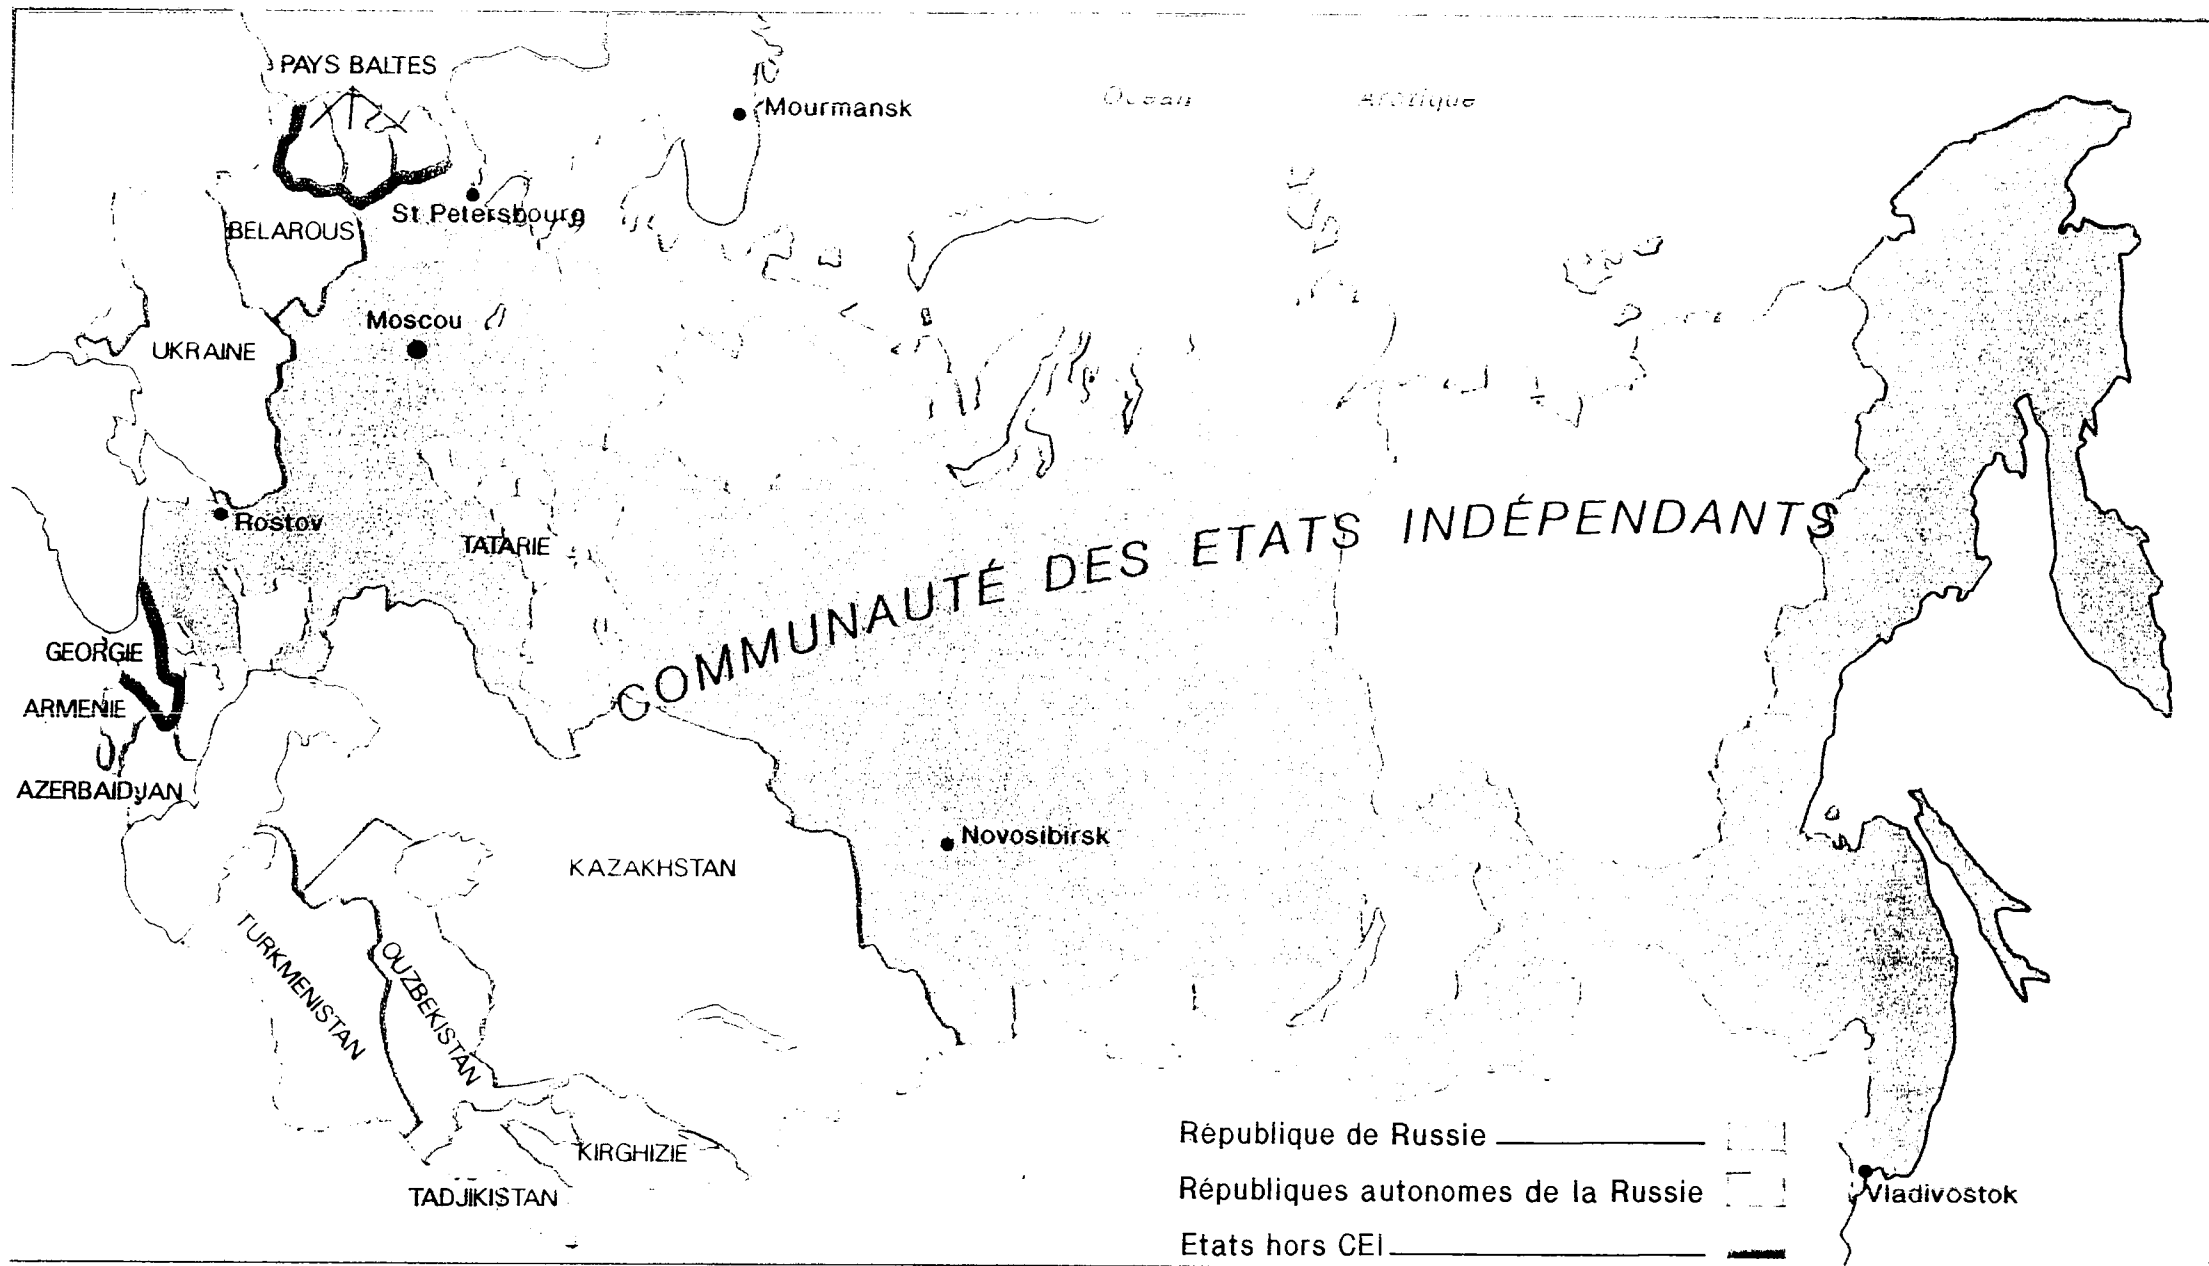 PAYS BALTES
Mourmansk
Océan Arctique
St Petersbourg
BELAROUS
Moscou
UKRAINE
Rostov
TATARIE
COMMUNAUTÉ DES ETATS INDÉPENDANTS
GEORGIE
ARMENIE
AZERBAIDJAN
Novosibirsk
KAZAKHSTAN
TURKMENISTAN
OUZBEKISTAN
KIRGHIZIE
TADJIKISTAN
République de Russie
Républiques autonomes de la Russie
Etats hors CEI
Vladivostok